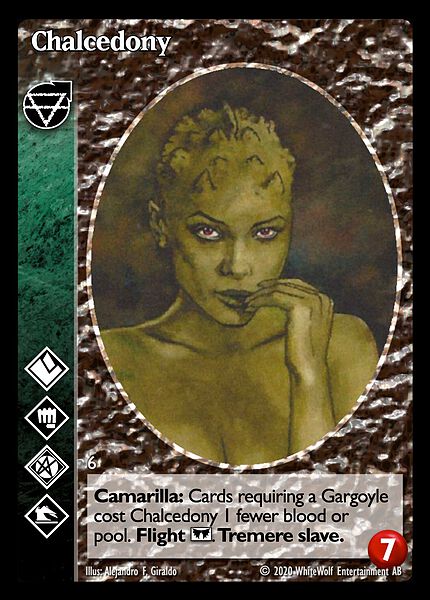 Chalcedony
6
Camarilla: Cards requiring a Gargoyle
cost Chalcedony 1 fewer blood or
pool. Flight. Tremere slave.
7
Illus: Alejandro F. Giraldo © 2020 WhiteWolf Entertainment AB